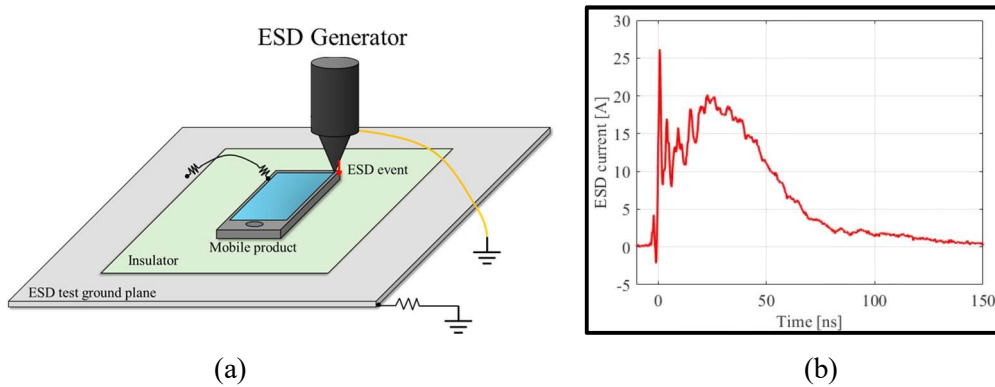 ESD Generator
ESD event
Mobile product
Insulator
ESD test ground plane
(a)
30
25
20
15
10
5
0
-5
ESD current [A]
0
50
100
150
Time [ns]
(b)